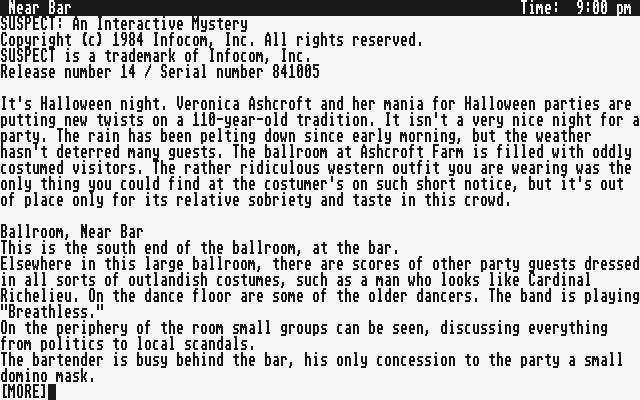 Near Bar Time: 9:00 pm
SUSPECT: An Interactive Mystery
Copyright (c) 1984 Infocom, Inc. All rights reserved.
SUSPECT is a trademark of Infocom, Inc.
Release number 14 / Serial number 841005
It's Halloween night. Veronica Ashcroft and her mania for Halloween parties are
putting new twists on a 110-year-old tradition. It isn't a very nice night for a
party. The rain has been pelting down since early morning, but the weather
hasn't deterred many guests. The ballroom at Ashcroft Farm is filled with oddly
costumed visitors. The rather ridiculous western outfit you are wearing was the
only thing you could find at the costumer's on such short notice, but it's out
of place only for its relative sobriety and taste in this crowd.
Ballroom, Near Bar
This is the south end of the ballroom, at the bar.
Elsewhere in this large ballroom, there are scores of other party guests dressed
in all sorts of outlandish costumes, such as a man who looks like Cardinal
Richelieu. On the dance floor are some of the older dancers. The band is playing
"Breathless."
On the periphery of the room small groups can be seen, discussing everything
from politics to local scandals.
The bartender is busy behind the bar, his only concession to the party a small
domino mask.
[MORE]